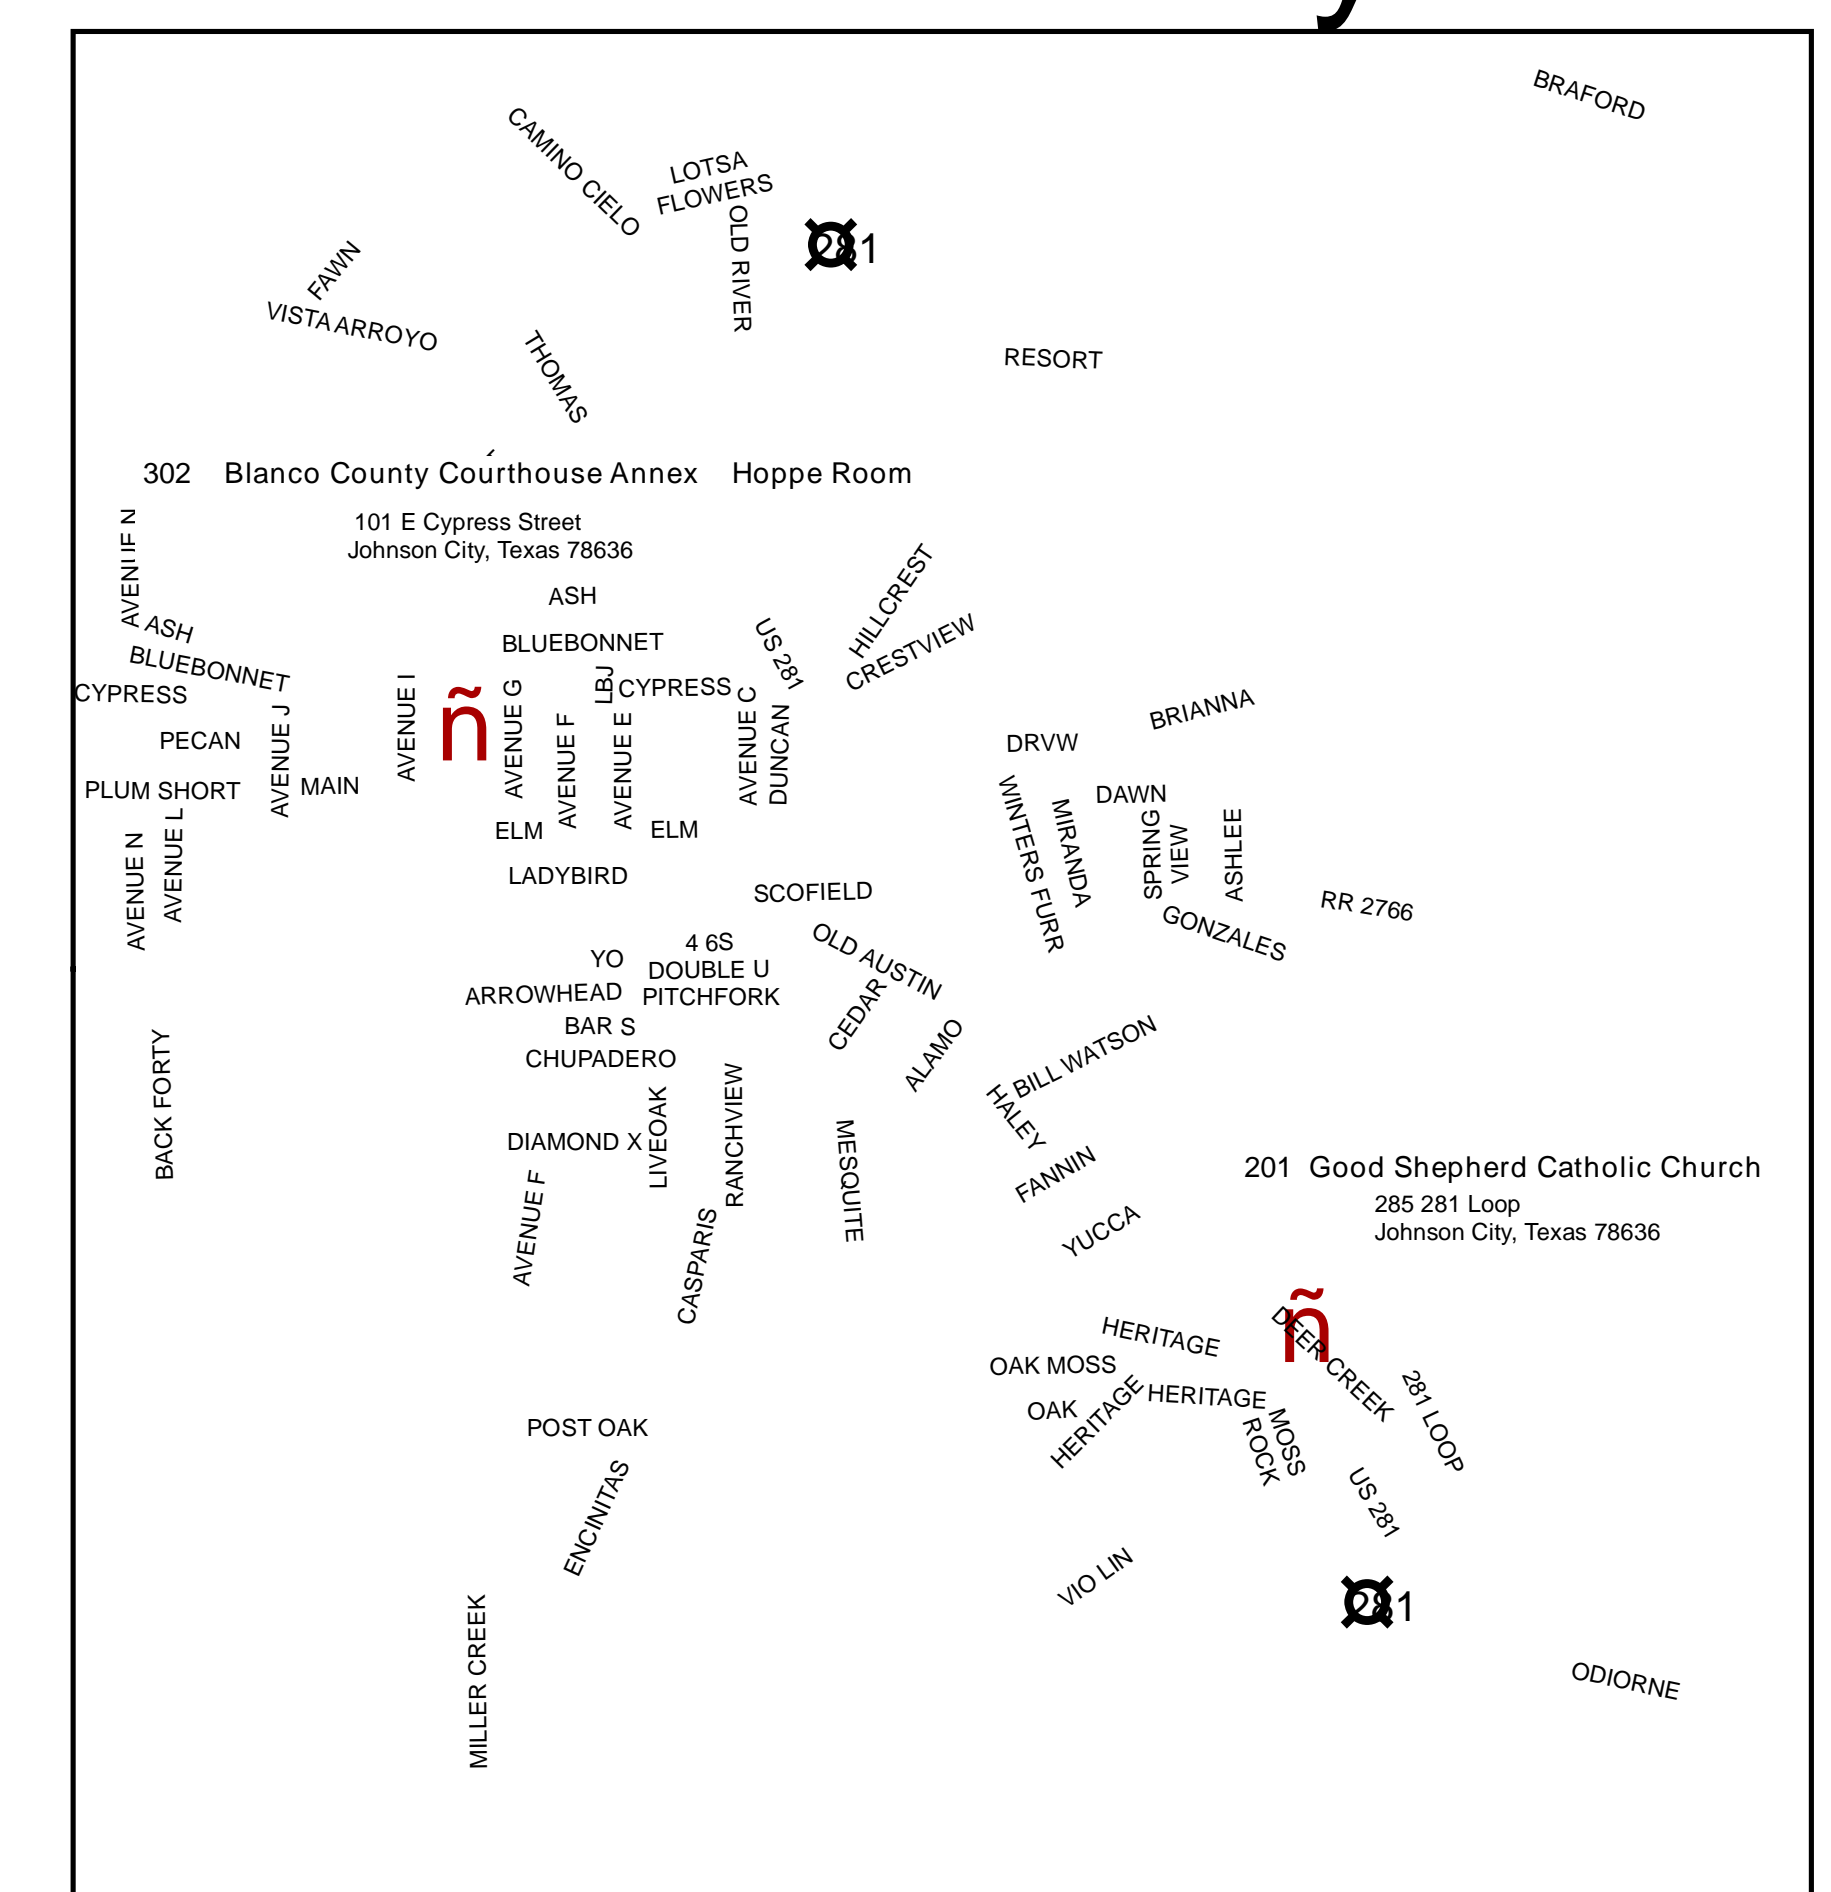 BRAFORD
CAMINO CIELO
LOTSA
FLOWERS
OLD RIVER
281
FAWN
VISTA ARROYO
THOMAS
RESORT
302 Blanco County Courthouse Annex Hoppe Room
101 E Cypress Street
Johnson City, Texas 78636
AVENUE N
ASH
HILLCREST
ASH
BLUEBONNET
US 281
CRESTVIEW
BLUEBONNET
CYPRESS
LBJ
CYPRESS
AVENUE I
ñ
AVENUE G
AVENUE F
AVENUE E
AVENUE C
DUNCAN
BRIANNA
PECAN
AVENUE J
DRVW
PLUM SHORT
MAIN
DAWN
AVENUE L
AVENUE N
ELM
ELM
WINTERS FURR
MIRANDA
SPRING
VIEW
ASHLEE
LADYBIRD
SCOFIELD
RR 2766
GONZALES
OLD AUSTIN
YO
4 6S
DOUBLE U
ARROWHEAD
PITCHFORK
CEDAR
BAR S
CHUPADERO
ALAMO
BILL WATSON
HALEY
BACK FORTY
LIVEOAK
RANCHVIEW
DIAMOND X
MESQUITE
FANNIN
201 Good Shepherd Catholic Church
285 281 Loop
Johnson City, Texas 78636
AVENUE F
CASPARIS
YUCCA
ñ
DEER CREEK
HERITAGE
OAK MOSS
HERITAGE
OAK
HERITAGE
MOSS
ROCK
281 LOOP
POST OAK
ENCINITAS
US 281
VIO LIN
281
MILLER CREEK
ODIORNE